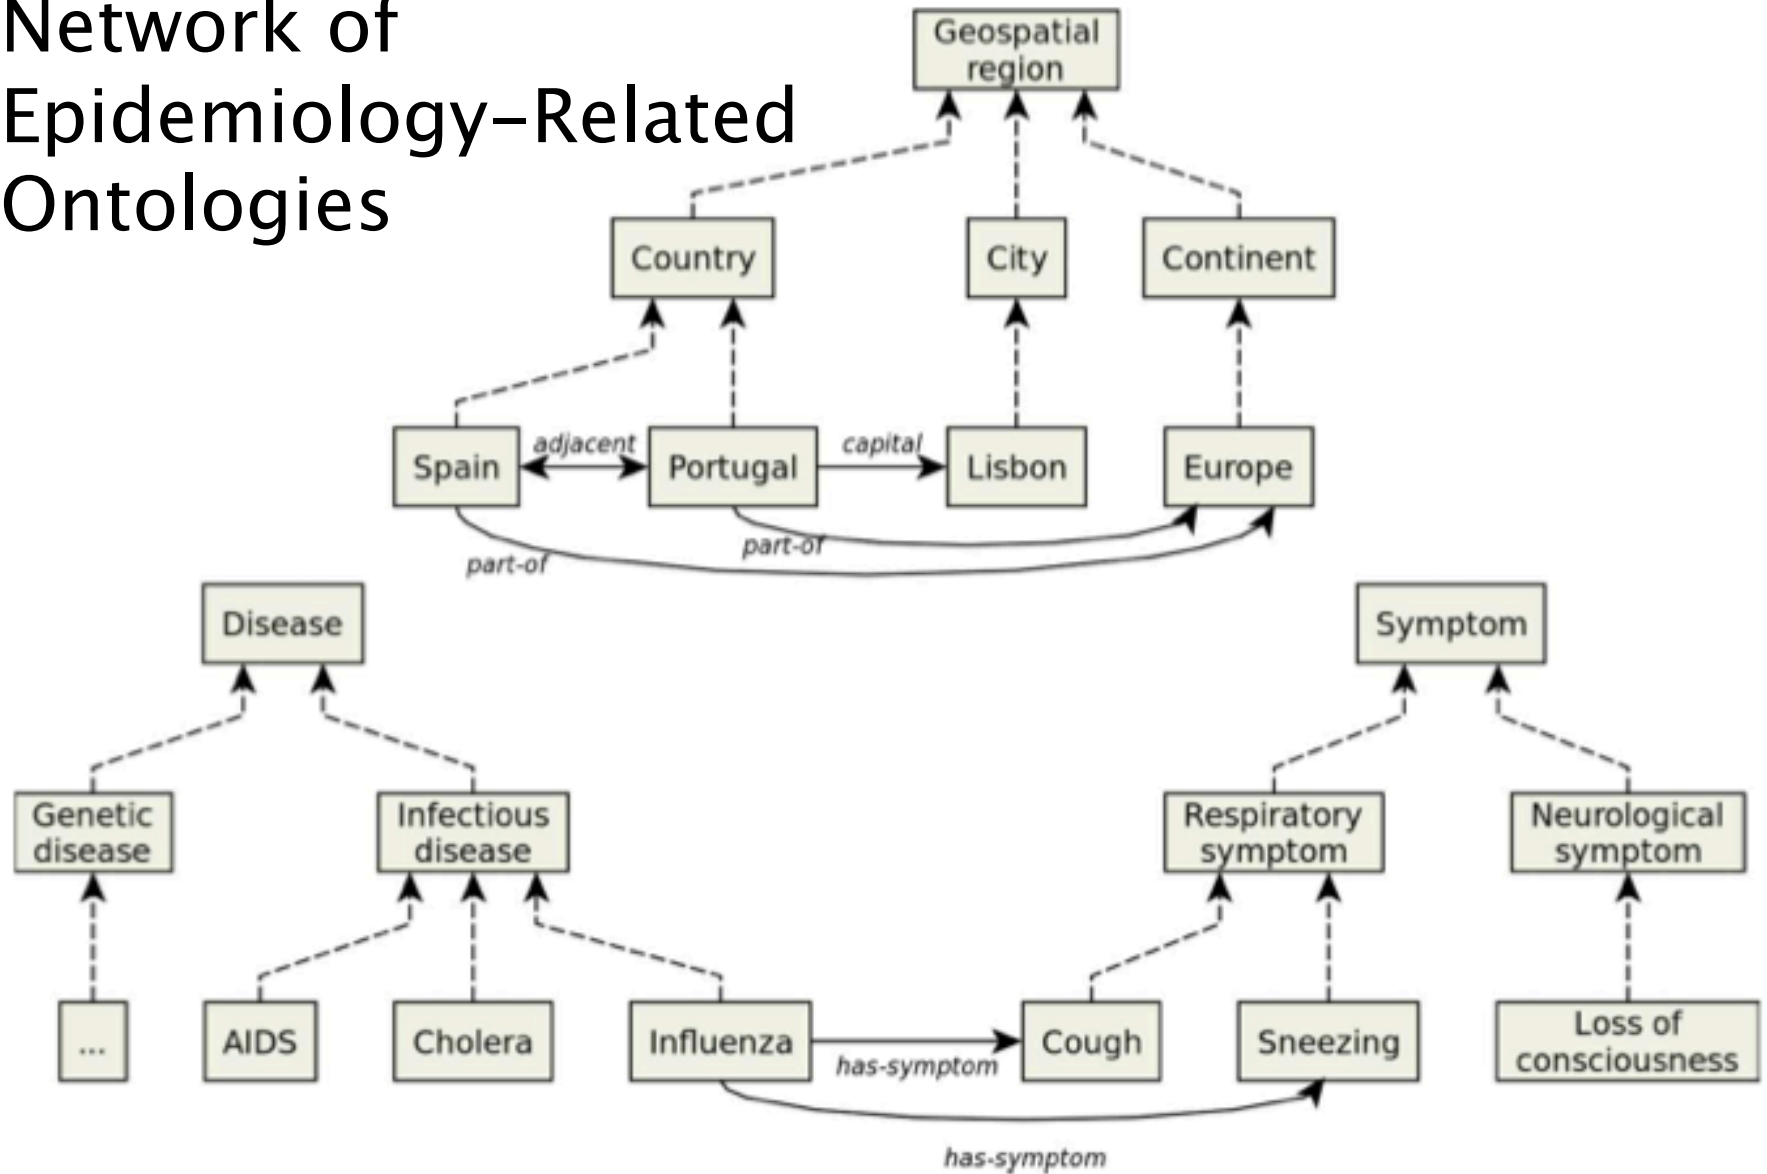 Network of
Epidemiology-Related
Ontologies
Geospatial
region
Country
City
Continent
Spain
adjacent
Portugal
capital
Lisbon
Europe
part-of
part-of
Disease
Symptom
Genetic
disease
Infectious
disease
Respiratory
symptom
Neurological
symptom
...
AIDS
Cholera
Influenza
has-symptom
Cough
Sneezing
Loss of
consciousness
has-symptom